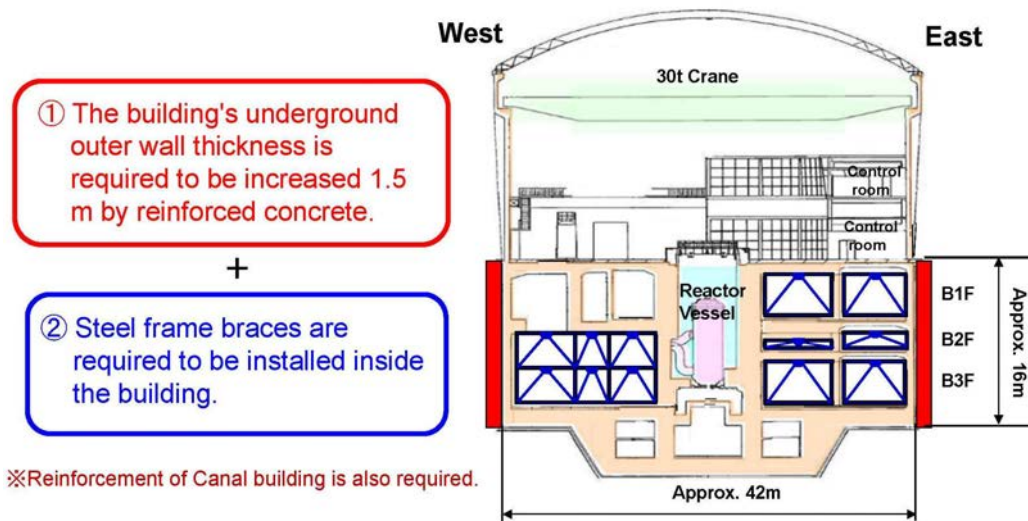 West
East
30t Crane
① The building's underground
outer wall thickness is
required to be increased 1.5
m by reinforced concrete.
+
② Steel frame braces are
required to be installed inside
the building.
※Reinforcement of Canal building is also required.
Control
room
Control
room
Reactor
Vessel
B1F
B2F
B3F
Approx. 16m
Approx. 42m